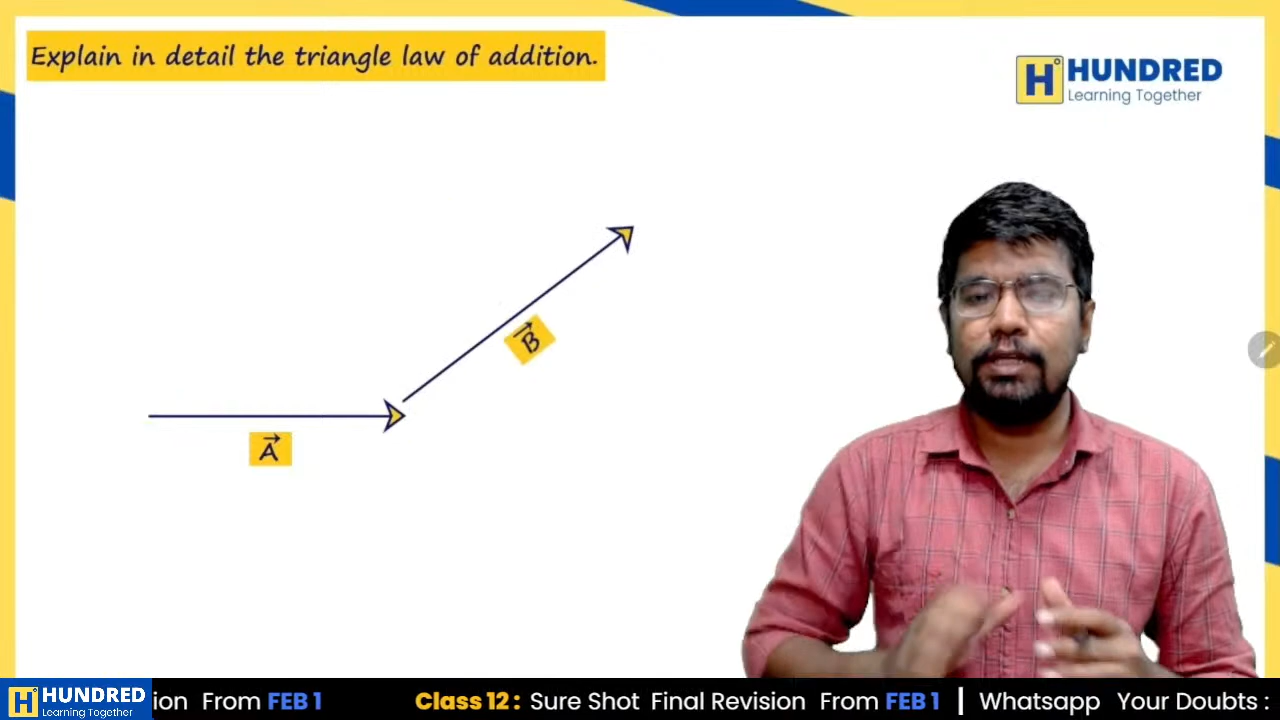 Explain in detail the triangle law of addition.
H° HUNDRED
Learning Together
B⃗
A⃗
H° HUNDRED
Learning Together
ion From FEB 1 Class 12 : Sure Shot Final Revision From FEB 1 | Whatsapp Your Doubts :